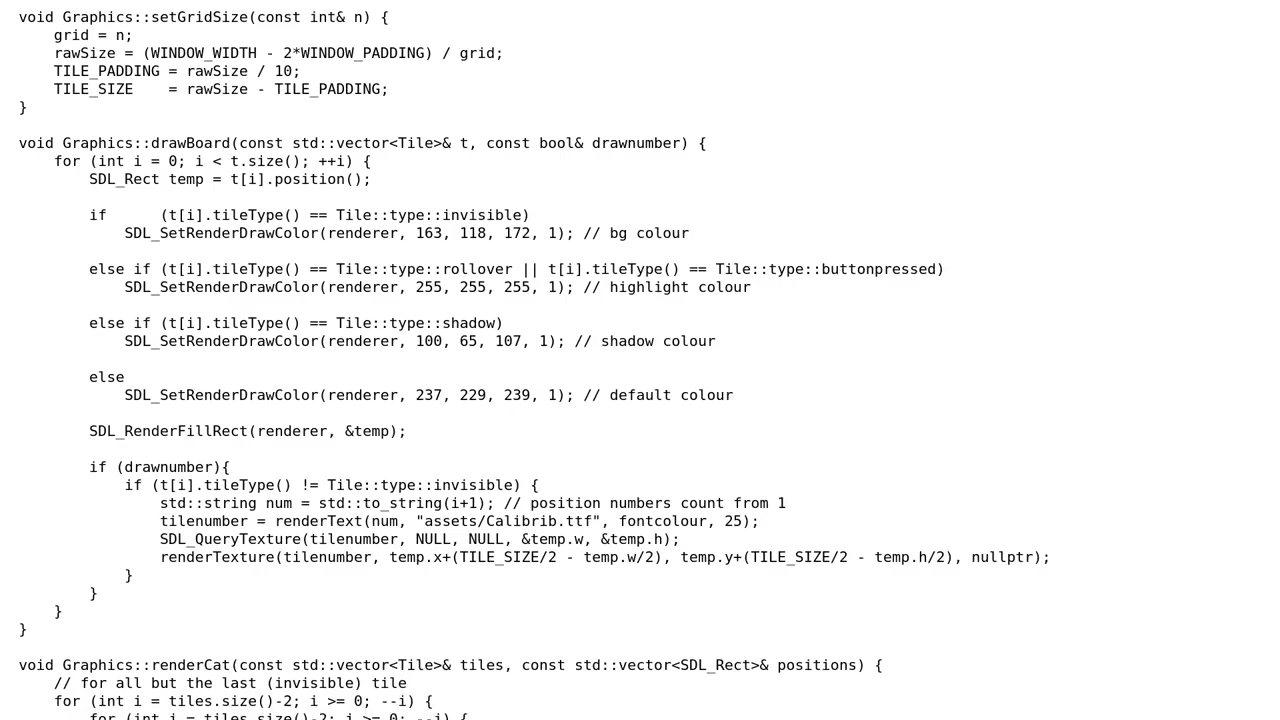 void Graphics::setGridSize(const int& n) {
    grid = n;
    rawSize = (WINDOW_WIDTH - 2*WINDOW_PADDING) / grid;
    TILE_PADDING = rawSize / 10;
    TILE_SIZE    = rawSize - TILE_PADDING;
}

void Graphics::drawBoard(const std::vector<Tile>& t, const bool& drawnumber) {
    for (int i = 0; i < t.size(); ++i) {
        SDL_Rect temp = t[i].position();

        if      (t[i].tileType() == Tile::type::invisible)
            SDL_SetRenderDrawColor(renderer, 163, 118, 172, 1); // bg colour

        else if (t[i].tileType() == Tile::type::rollover || t[i].tileType() == Tile::type::buttonpressed)
            SDL_SetRenderDrawColor(renderer, 255, 255, 255, 1); // highlight colour

        else if (t[i].tileType() == Tile::type::shadow)
            SDL_SetRenderDrawColor(renderer, 100, 65, 107, 1); // shadow colour

        else
            SDL_SetRenderDrawColor(renderer, 237, 229, 239, 1); // default colour

        SDL_RenderFillRect(renderer, &temp);

        if (drawnumber){
            if (t[i].tileType() != Tile::type::invisible) {
                std::string num = std::to_string(i+1); // position numbers count from 1
                tilenumber = renderText(num, "assets/Calibrib.ttf", fontcolour, 25);
                SDL_QueryTexture(tilenumber, NULL, NULL, &temp.w, &temp.h);
                renderTexture(tilenumber, temp.x+(TILE_SIZE/2 - temp.w/2), temp.y+(TILE_SIZE/2 - temp.h/2), nullptr);
            }
        }
    }
}

void Graphics::renderCat(const std::vector<Tile>& tiles, const std::vector<SDL_Rect>& positions) {
    // for all but the last (invisible) tile
    for (int i = tiles.size()-2; i >= 0; --i) {
        for (int i = tiles.size()-2; i >= 0; --i) {